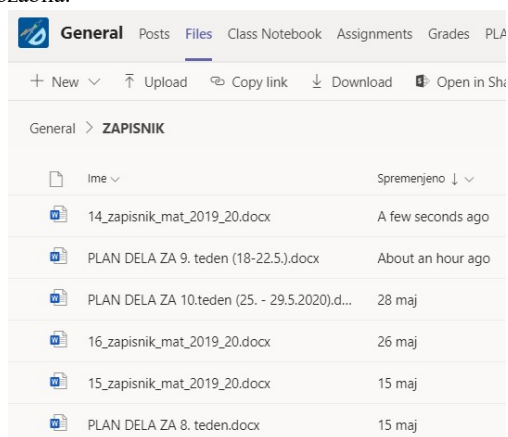 General Posts Files Class Notebook Assignments Grades PLA
+ New Upload Copy link Download Open in Sha
General > ZAPISNIK
Ime Spremenjeno ↓
14_zapisnik_mat_2019_20.docx A few seconds ago
PLAN DELA ZA 9. teden (18-22.5.).docx About an hour ago
PLAN DELA ZA 10.teden (25. - 29.5.2020).d... 28 maj
16_zapisnik_mat_2019_20.docx 26 maj
15_zapisnik_mat_2019_20.docx 15 maj
PLAN DELA ZA 8. teden.docx 15 maj